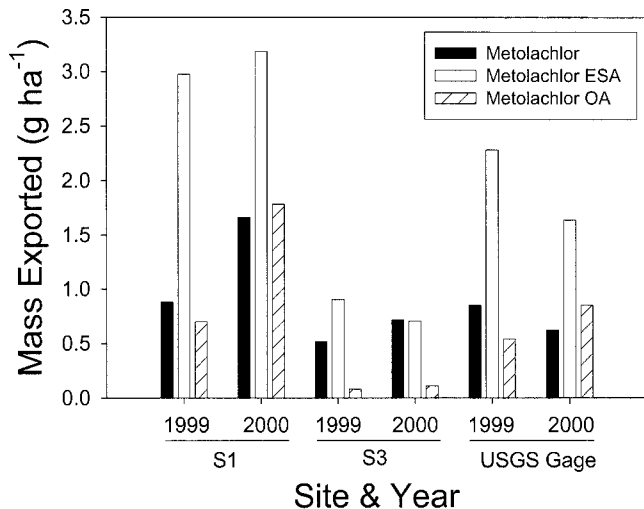 Mass Exported (g ha⁻¹)
3.5
3.0
2.5
2.0
1.5
1.0
0.5
0.0
Metolachlor
Metolachlor ESA
Metolachlor OA
1999 2000 1999 2000 1999 2000
S1 S3 USGS Gage
Site & Year